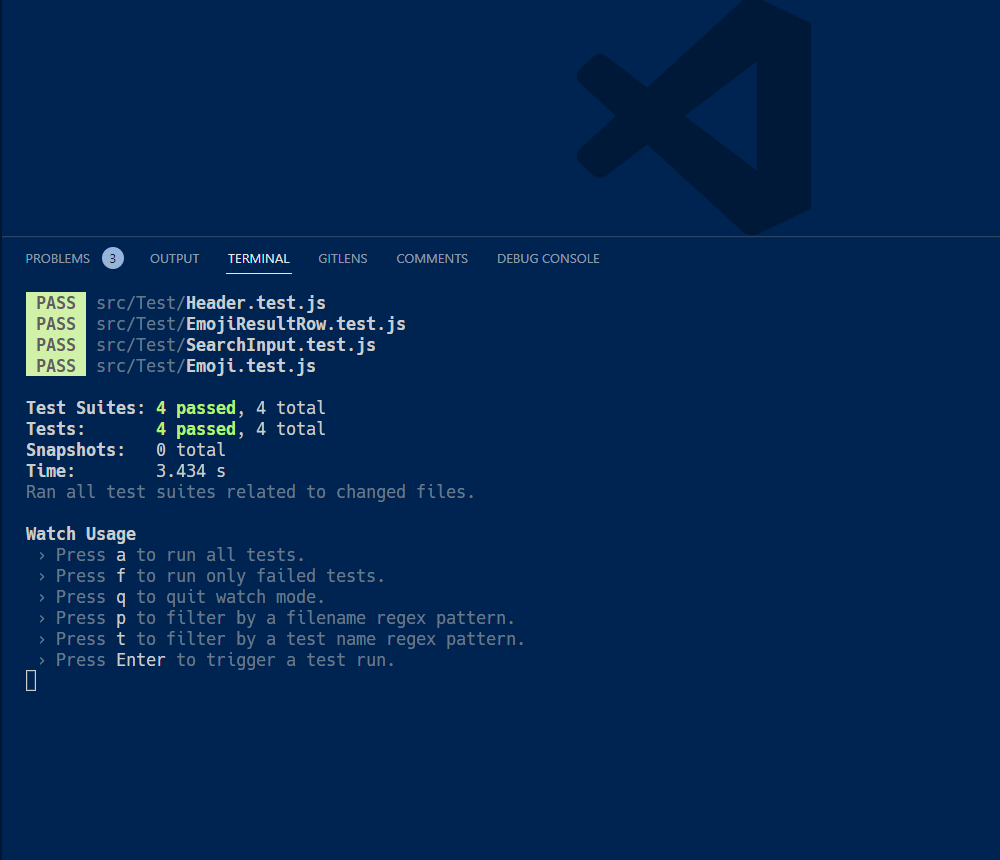 PROBLEMS 3 OUTPUT TERMINAL GITLENS COMMENTS DEBUG CONSOLE
PASS src/Test/Header.test.js
PASS src/Test/EmojiResultRow.test.js
PASS src/Test/SearchInput.test.js
PASS src/Test/Emoji.test.js
Test Suites: 4 passed, 4 total
Tests: 4 passed, 4 total
Snapshots: 0 total
Time: 3.434 s
Ran all test suites related to changed files.
Watch Usage
› Press a to run all tests.
› Press f to run only failed tests.
› Press q to quit watch mode.
› Press p to filter by a filename regex pattern.
› Press t to filter by a test name regex pattern.
› Press Enter to trigger a test run.